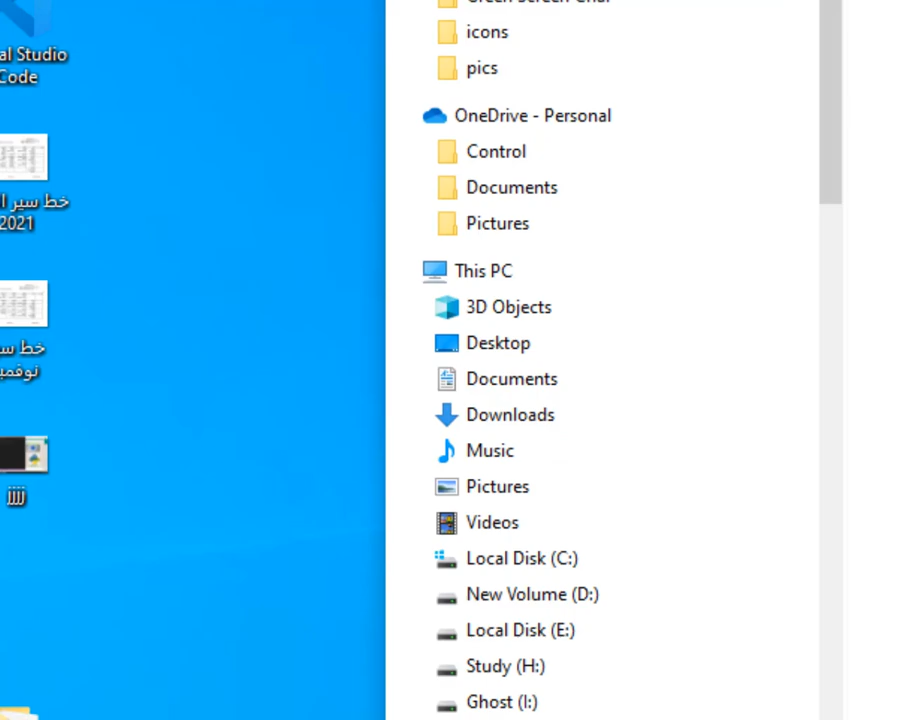 al Studio
Code
خط سير ا
2021
خط س
نوفمبر
jjjj
icons
pics
OneDrive - Personal
Control
Documents
Pictures
This PC
3D Objects
Desktop
Documents
Downloads
Music
Pictures
Videos
Local Disk (C:)
New Volume (D:)
Local Disk (E:)
Study (H:)
Ghost (I:)